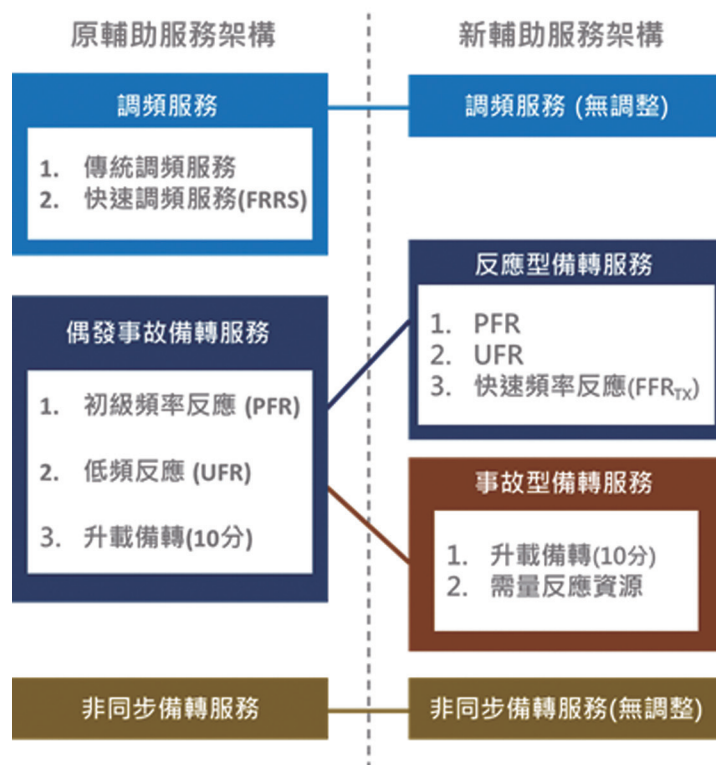 原輔助服務架構
調頻服務
1. 傳統調頻服務
2. 快速調頻服務(FRRS)
偶發事故備轉服務
1. 初級頻率反應 (PFR)
2. 低頻反應 (UFR)
3. 升載備轉(10分)
非同步備轉服務
新輔助服務架構
調頻服務 (無調整)
反應型備轉服務
1. PFR
2. UFR
3. 快速頻率反應(FFRTX)
事故型備轉服務
1. 升載備轉(10分)
2. 需量反應資源
非同步備轉服務(無調整)